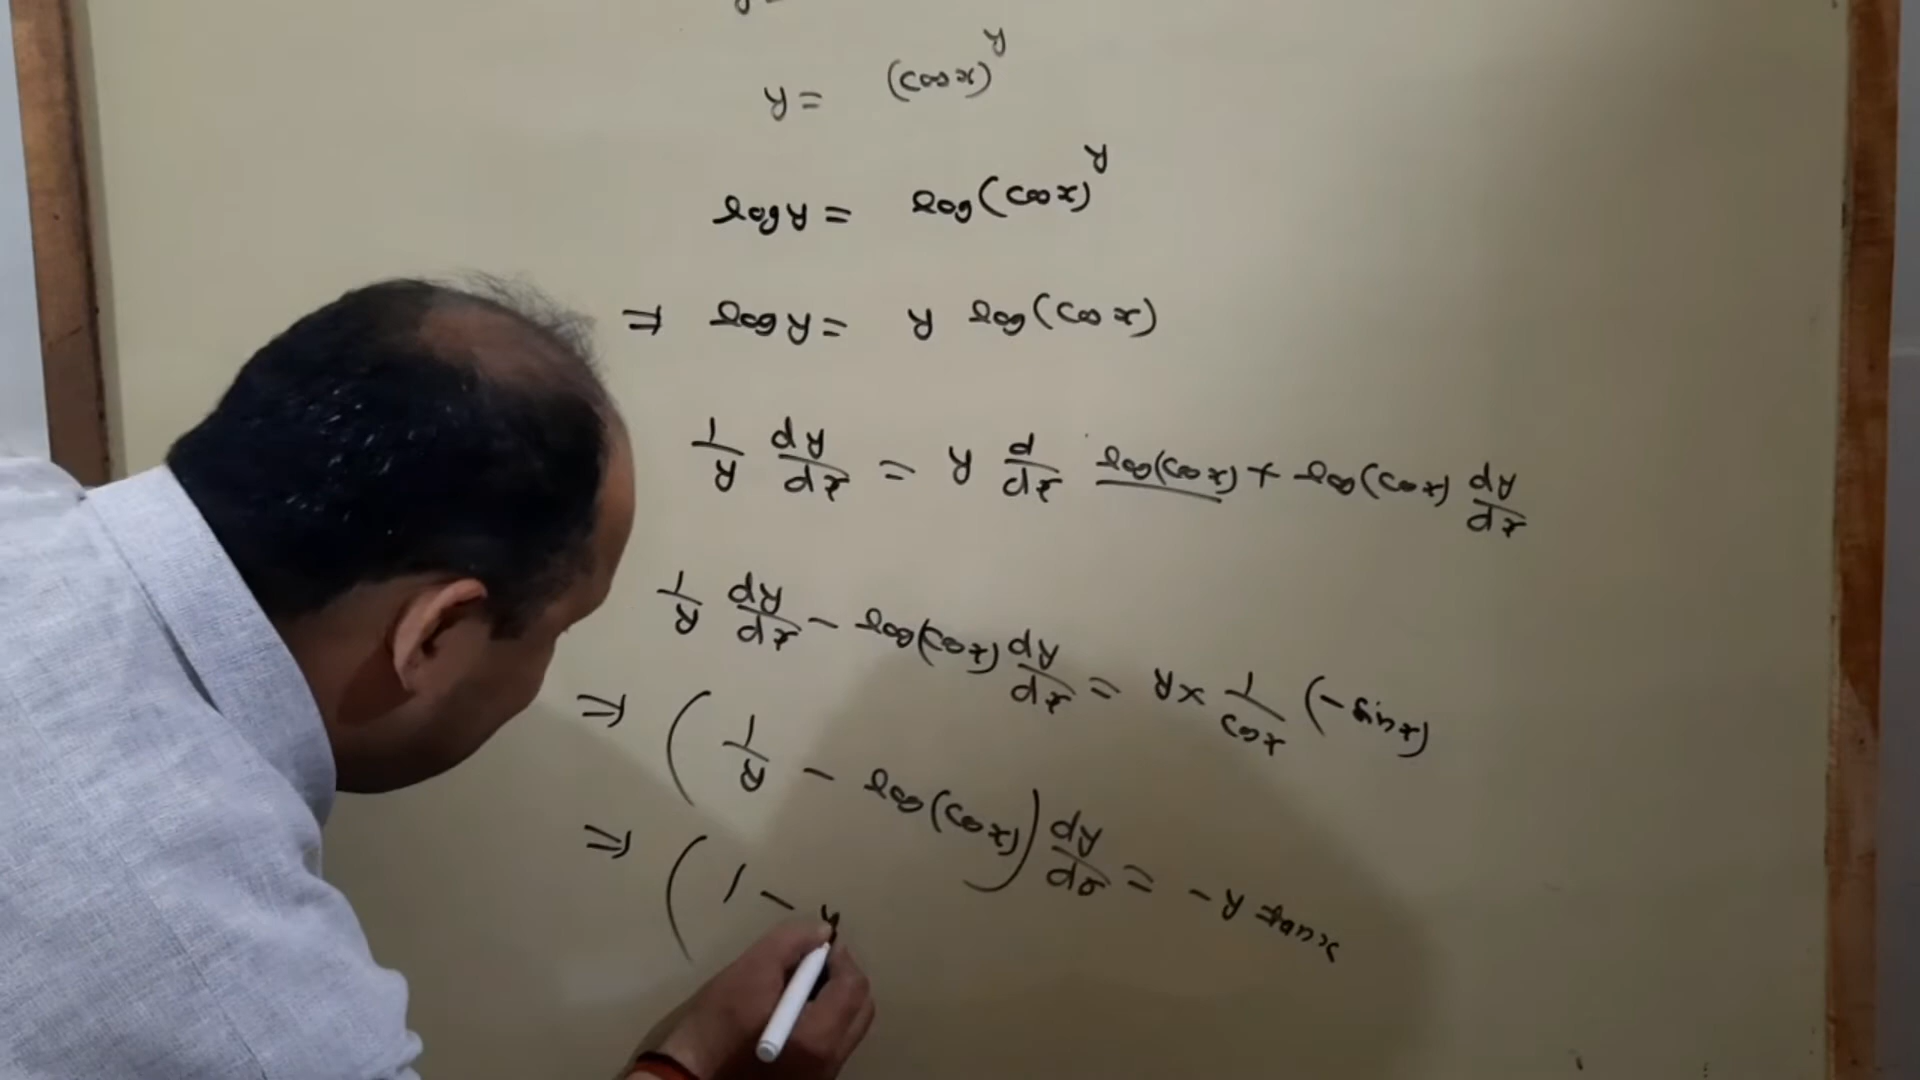 y = (cos x)^y
log y = log(cos x)^y
⇒ log y = y log(cos x)
1/y dy/dx = y d/dx log(cos x) + log(cos x) dy/dx
1/y dy/dx - log(cos x) dy/dx = y × 1/cos x (-sin x)
⇒ (1/y - log(cos x)) dy/dx = - y tan x
⇒ (1 - y